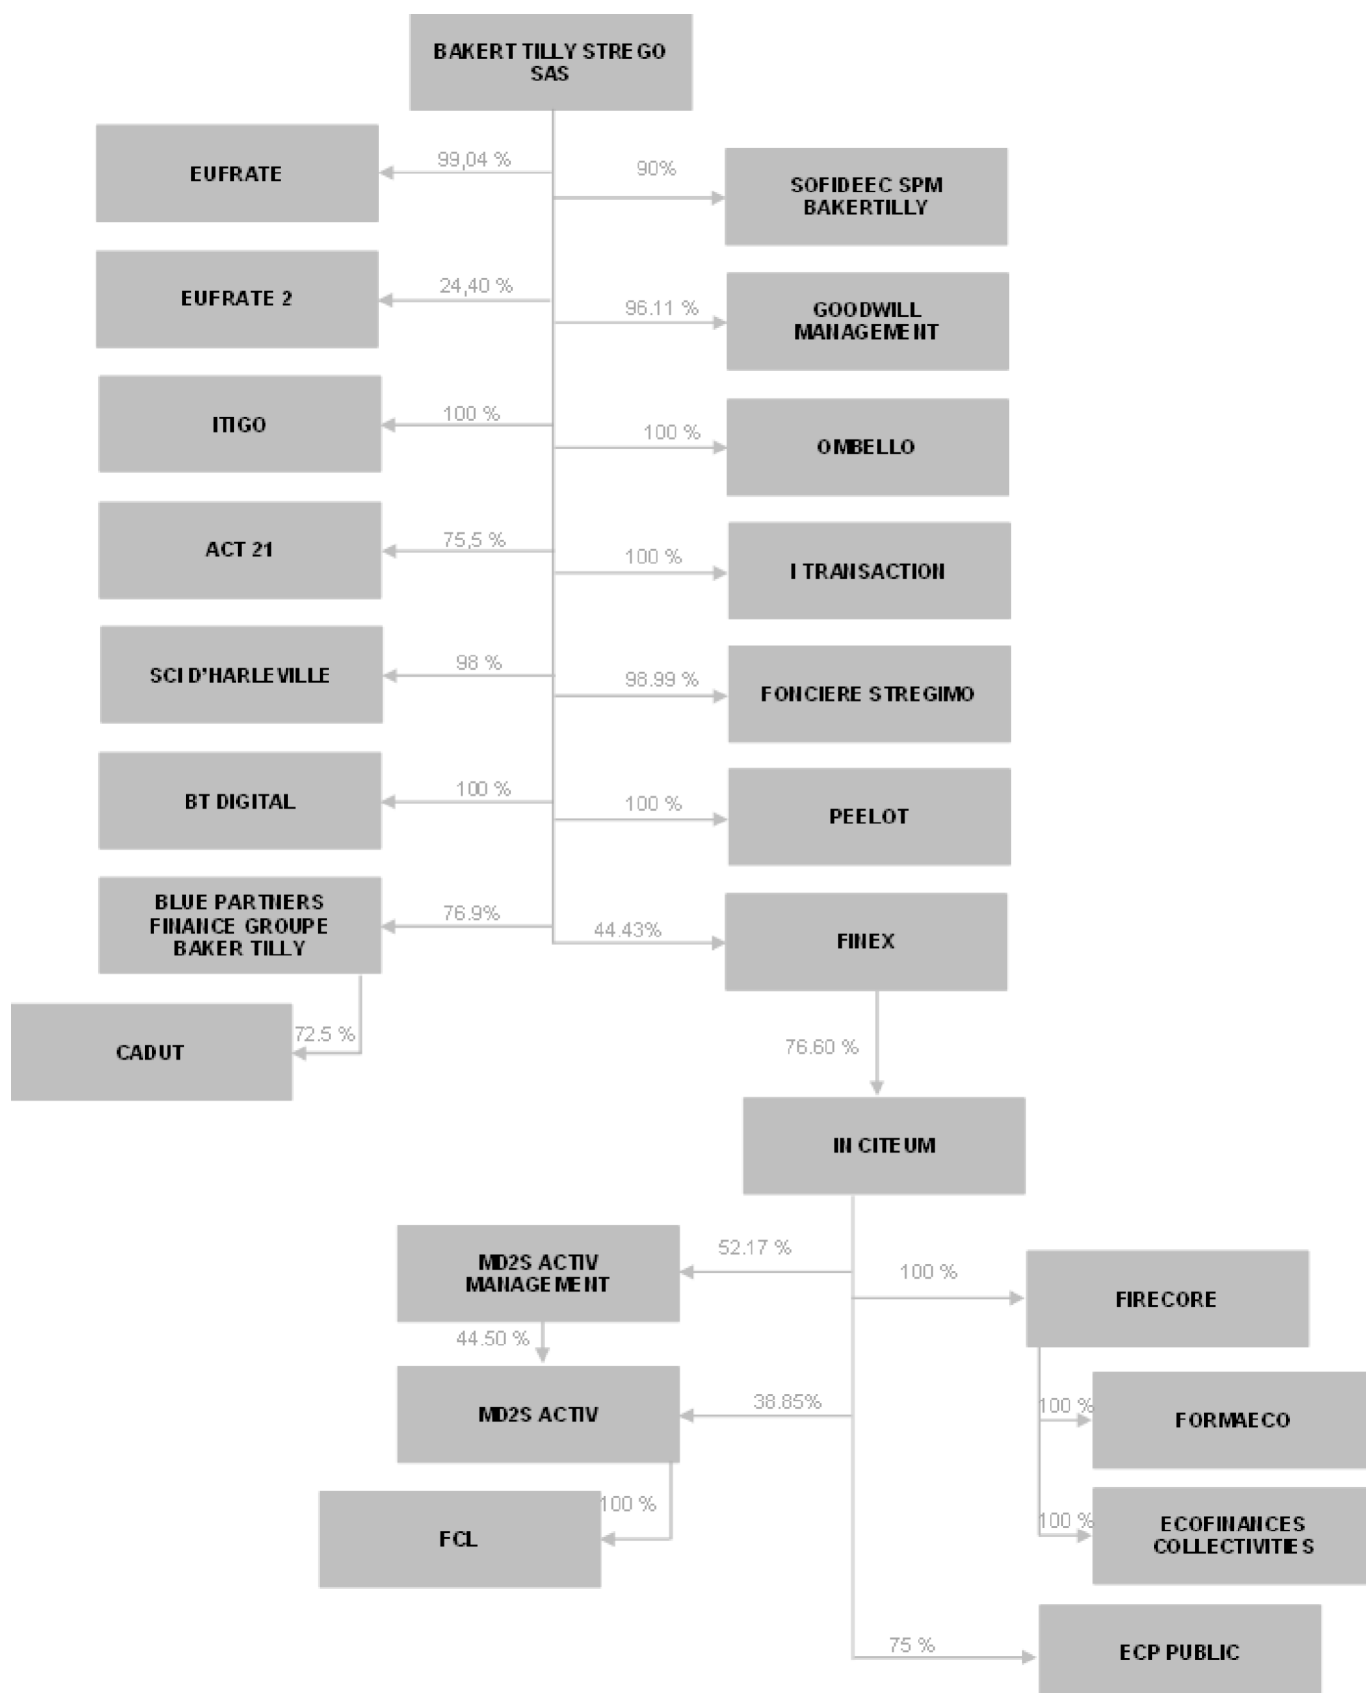 BAKERT TILLY STREGO
SAS
EUFRATE
99,04 %
90%
SOFIDEEC SPM
BAKERTILLY
EUFRATE 2
24,40 %
96.11 %
GOODWILL
MANAGEMENT
ITIGO
100 %
100 %
OMBELLO
ACT 21
75,5 %
100 %
I TRANSACTION
SCI D'HARLEVILLE
98 %
98.99 %
FONCIERE STREGIMO
BT DIGITAL
100 %
100 %
PEELOT
BLUE PARTNERS
FINANCE GROUPE
BAKER TILLY
76.9%
44.43%
FINEX
CADUT
72.5 %
76.60 %
IN CITEUM
MD2S ACTIV
MANAGEMENT
52.17 %
100 %
FIRECORE
44.50 %
MD2S ACTIV
38.85%
100 %
FORMAECO
FCL
100 %
100 %
ECOFINANCES
COLLECTIVITIES
75 %
ECP PUBLIC